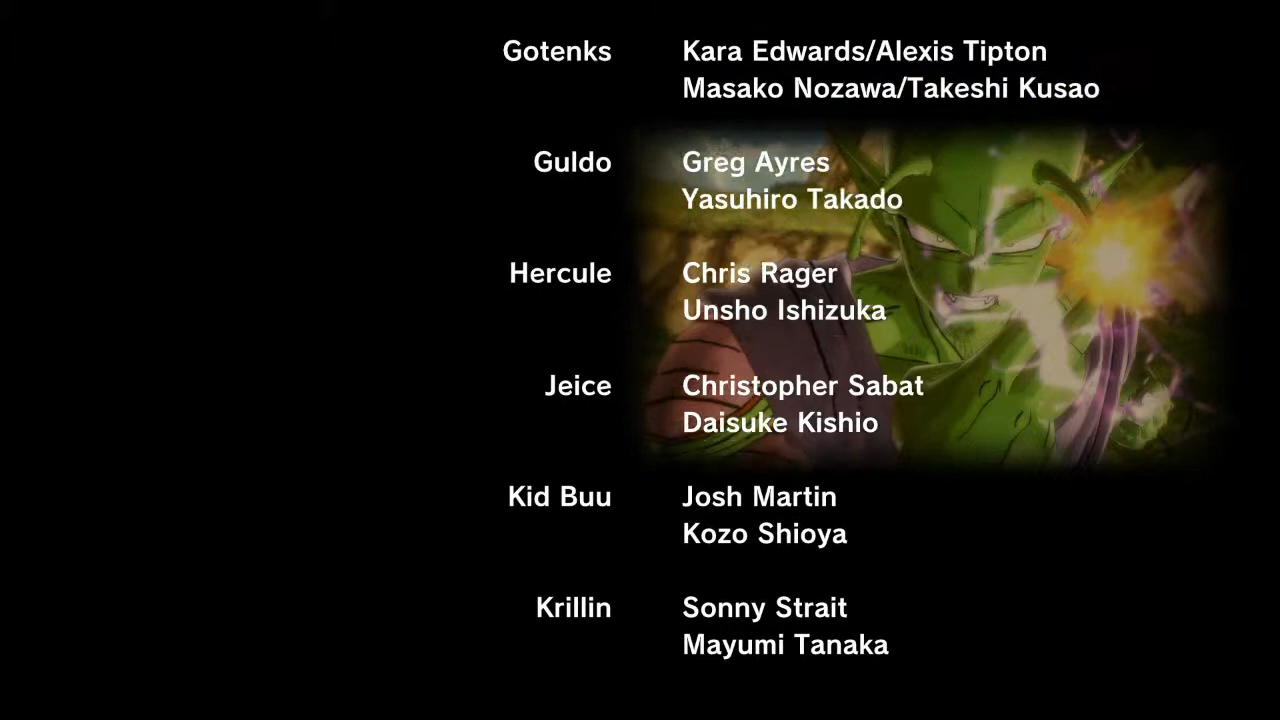 Gotenks Kara Edwards/Alexis Tipton
Masako Nozawa/Takeshi Kusao
Guldo Greg Ayres
Yasuhiro Takado
Hercule Chris Rager
Unsho Ishizuka
Jeice Christopher Sabat
Daisuke Kishio
Kid Buu Josh Martin
Kozo Shioya
Krillin Sonny Strait
Mayumi Tanaka